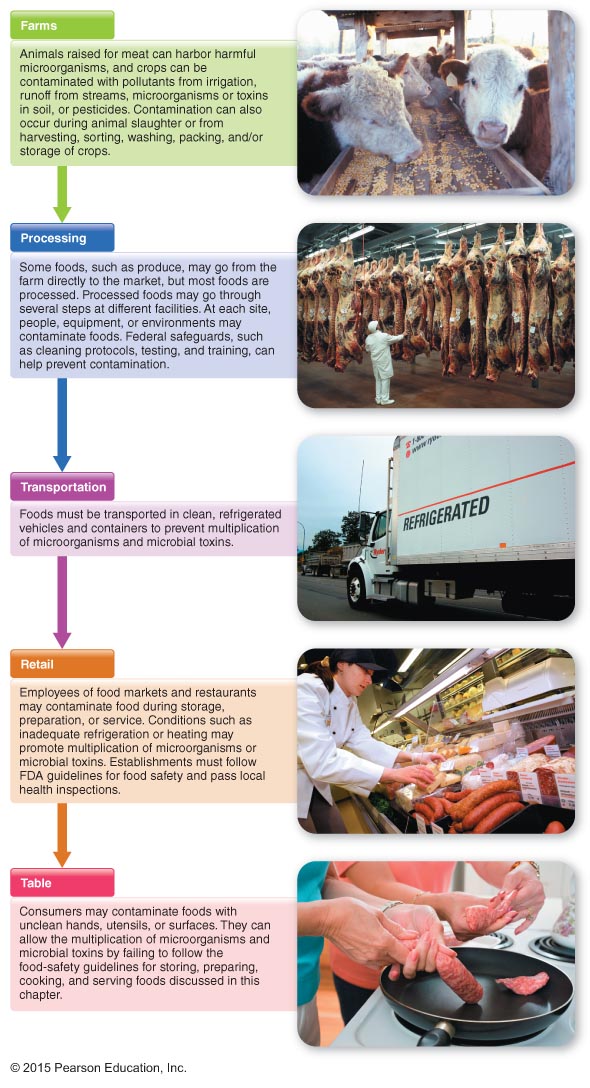 Farms
Animals raised for meat can harbor harmful
microorganisms, and crops can be
contaminated with pollutants from irrigation,
runoff from streams, microorganisms or toxins
in soil, or pesticides. Contamination can also
occur during animal slaughter or from
harvesting, sorting, washing, packing, and/or
storage of crops.
Processing
Some foods, such as produce, may go from the
farm directly to the market, but most foods are
processed. Processed foods may go through
several steps at different facilities. At each site,
people, equipment, or environments may
contaminate foods. Federal safeguards, such
as cleaning protocols, testing, and training, can
help prevent contamination.
Transportation
Foods must be transported in clean, refrigerated
vehicles and containers to prevent multiplication
of microorganisms and microbial toxins.
REFRIGERATED
Retail
Employees of food markets and restaurants
may contaminate food during storage,
preparation, or service. Conditions such as
inadequate refrigeration or heating may
promote multiplication of microorganisms or
microbial toxins. Establishments must follow
FDA guidelines for food safety and pass local
health inspections.
Table
Consumers may contaminate foods with
unclean hands, utensils, or surfaces. They can
allow the multiplication of microorganisms and
microbial toxins by failing to follow the
food-safety guidelines for storing, preparing,
cooking, and serving foods discussed in this
chapter.
© 2015 Pearson Education, Inc.